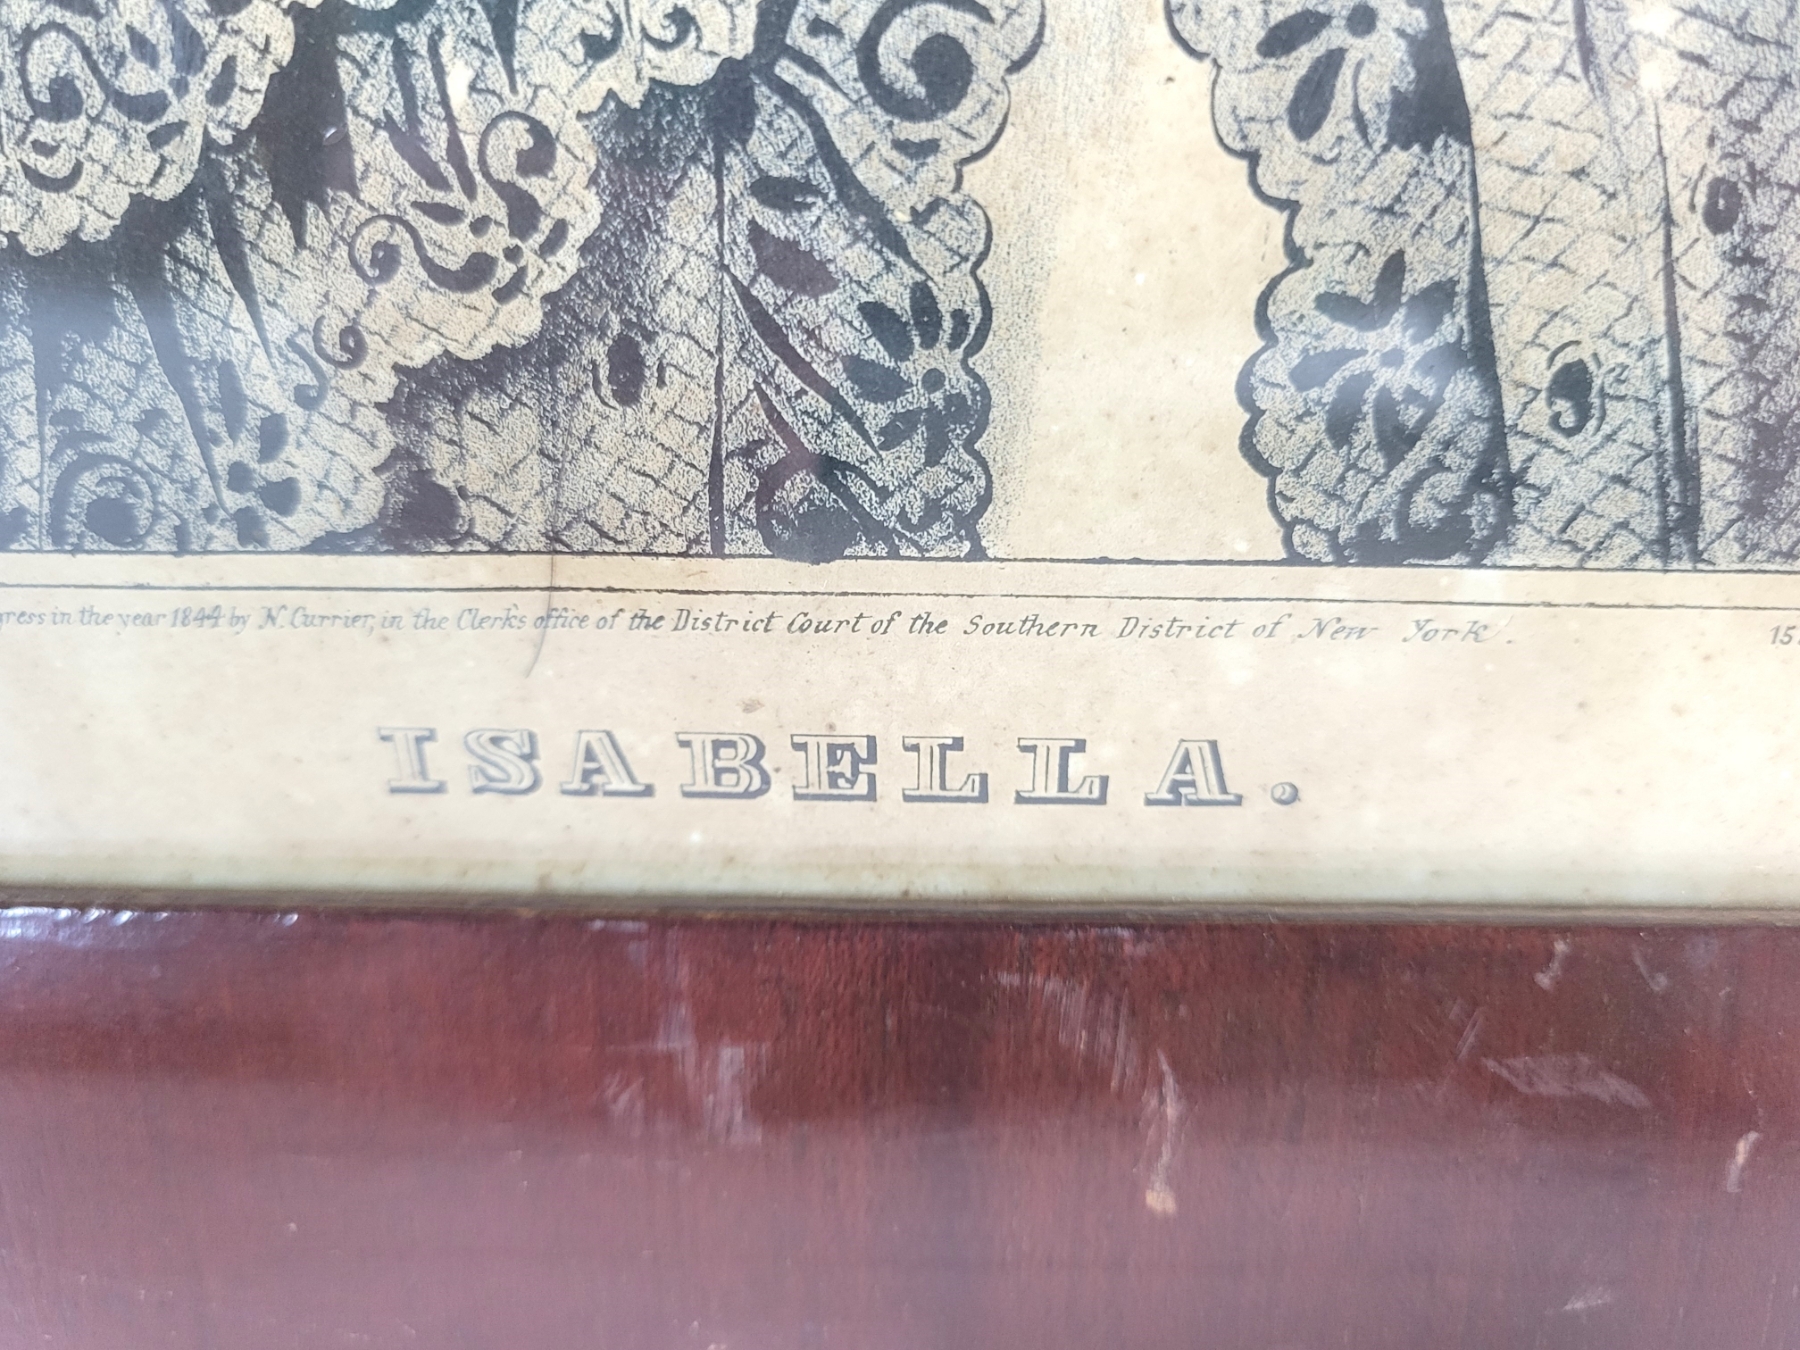 gress in the year 1844 by N. Currier, in the Clerk's office of the District Court of the Southern District of New York. 15
ISABELLA.